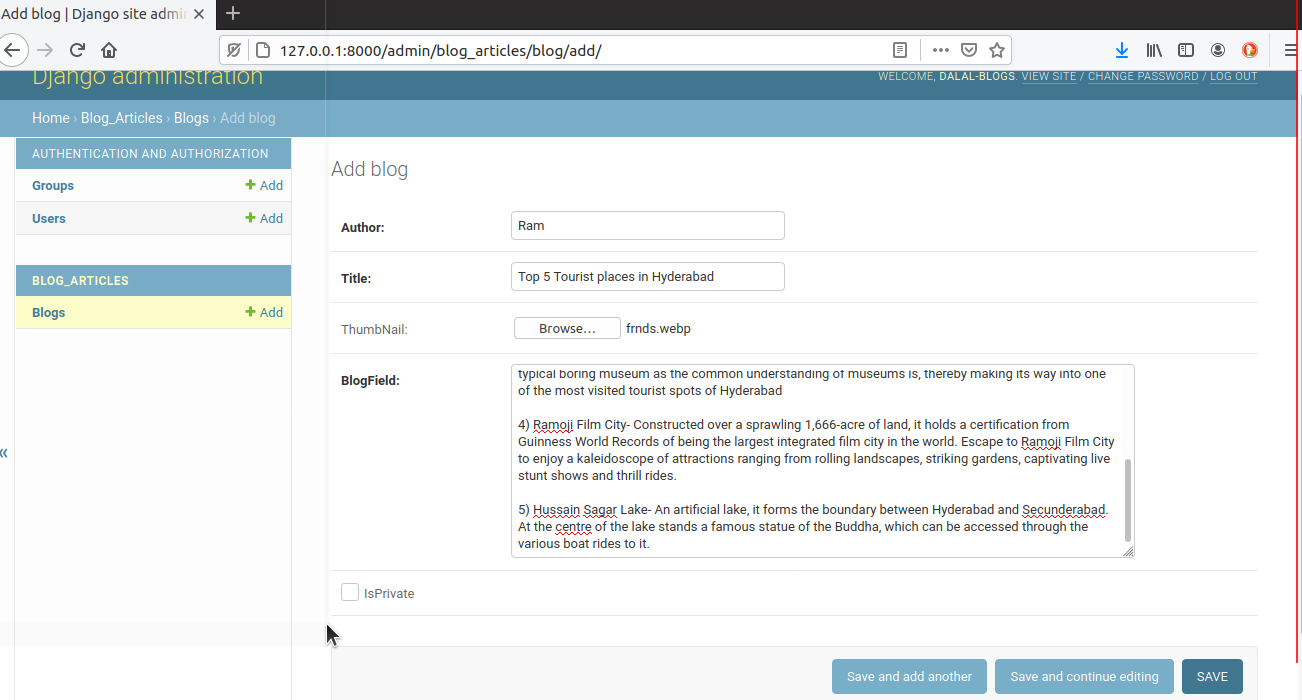 Add blog | Django site admi
127.0.0.1:8000/admin/blog_articles/blog/add/
Django administration
WELCOME, DALAL-BLOGS. VIEW SITE / CHANGE PASSWORD / LOG OUT
Home › Blog_Articles › Blogs › Add blog
AUTHENTICATION AND AUTHORIZATION
Groups + Add
Users + Add
BLOG_ARTICLES
Blogs + Add
«
Add blog
Author: Ram
Title: Top 5 Tourist places in Hyderabad
ThumbNail: Browse... frnds.webp
BlogField:
typical boring museum as the common understanding of museums is, thereby making its way into one
of the most visited tourist spots of Hyderabad
4) Ramoji Film City- Constructed over a sprawling 1,666-acre of land, it holds a certification from
Guinness World Records of being the largest integrated film city in the world. Escape to Ramoji Film City
to enjoy a kaleidoscope of attractions ranging from rolling landscapes, striking gardens, captivating live
stunt shows and thrill rides.
5) Hussain Sagar Lake- An artificial lake, it forms the boundary between Hyderabad and Secunderabad.
At the centre of the lake stands a famous statue of the Buddha, which can be accessed through the
various boat rides to it.
IsPrivate
Save and add another Save and continue editing SAVE